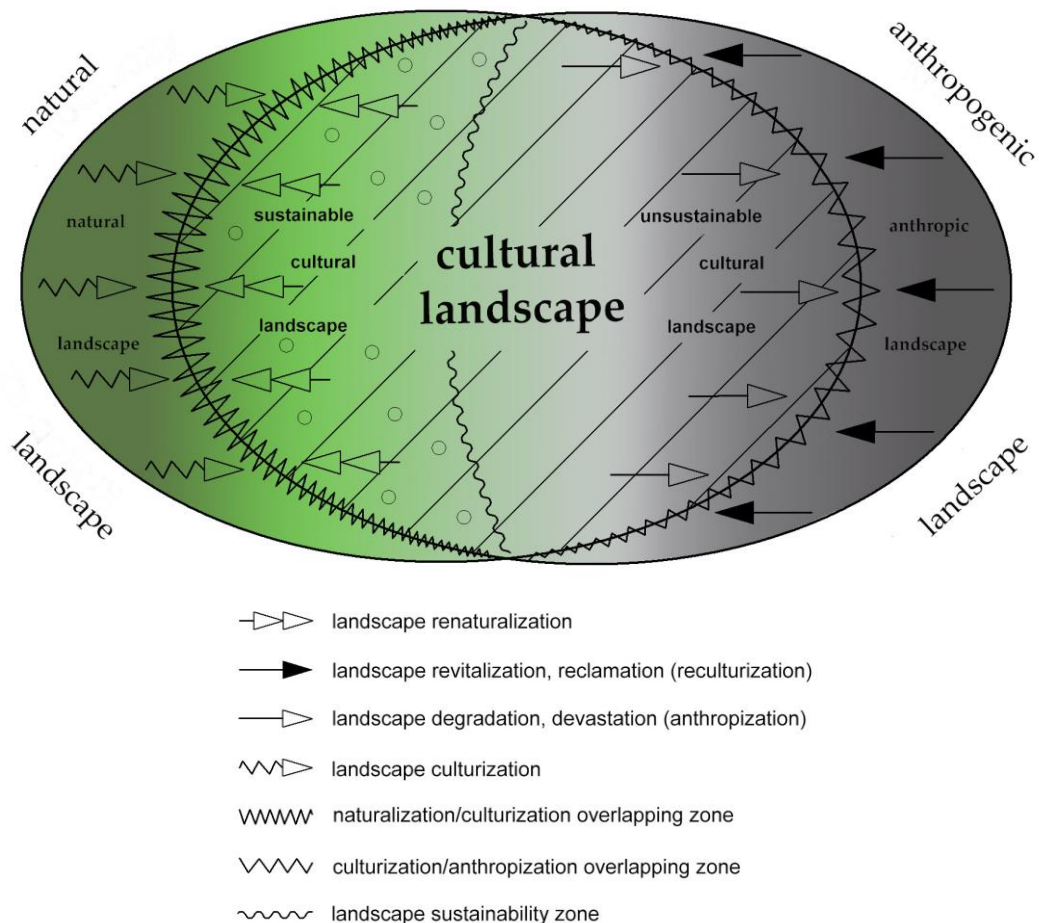 natural
landscape
anthropogenic
landscape
natural
landscape
sustainable
cultural
landscape
cultural
landscape
unsustainable
cultural
landscape
anthropic
landscape
landscape renaturalization
landscape revitalization, reclamation (reculturization)
landscape degradation, devastation (anthropization)
landscape culturization
naturalization/culturization overlapping zone
culturization/anthropization overlapping zone
landscape sustainability zone